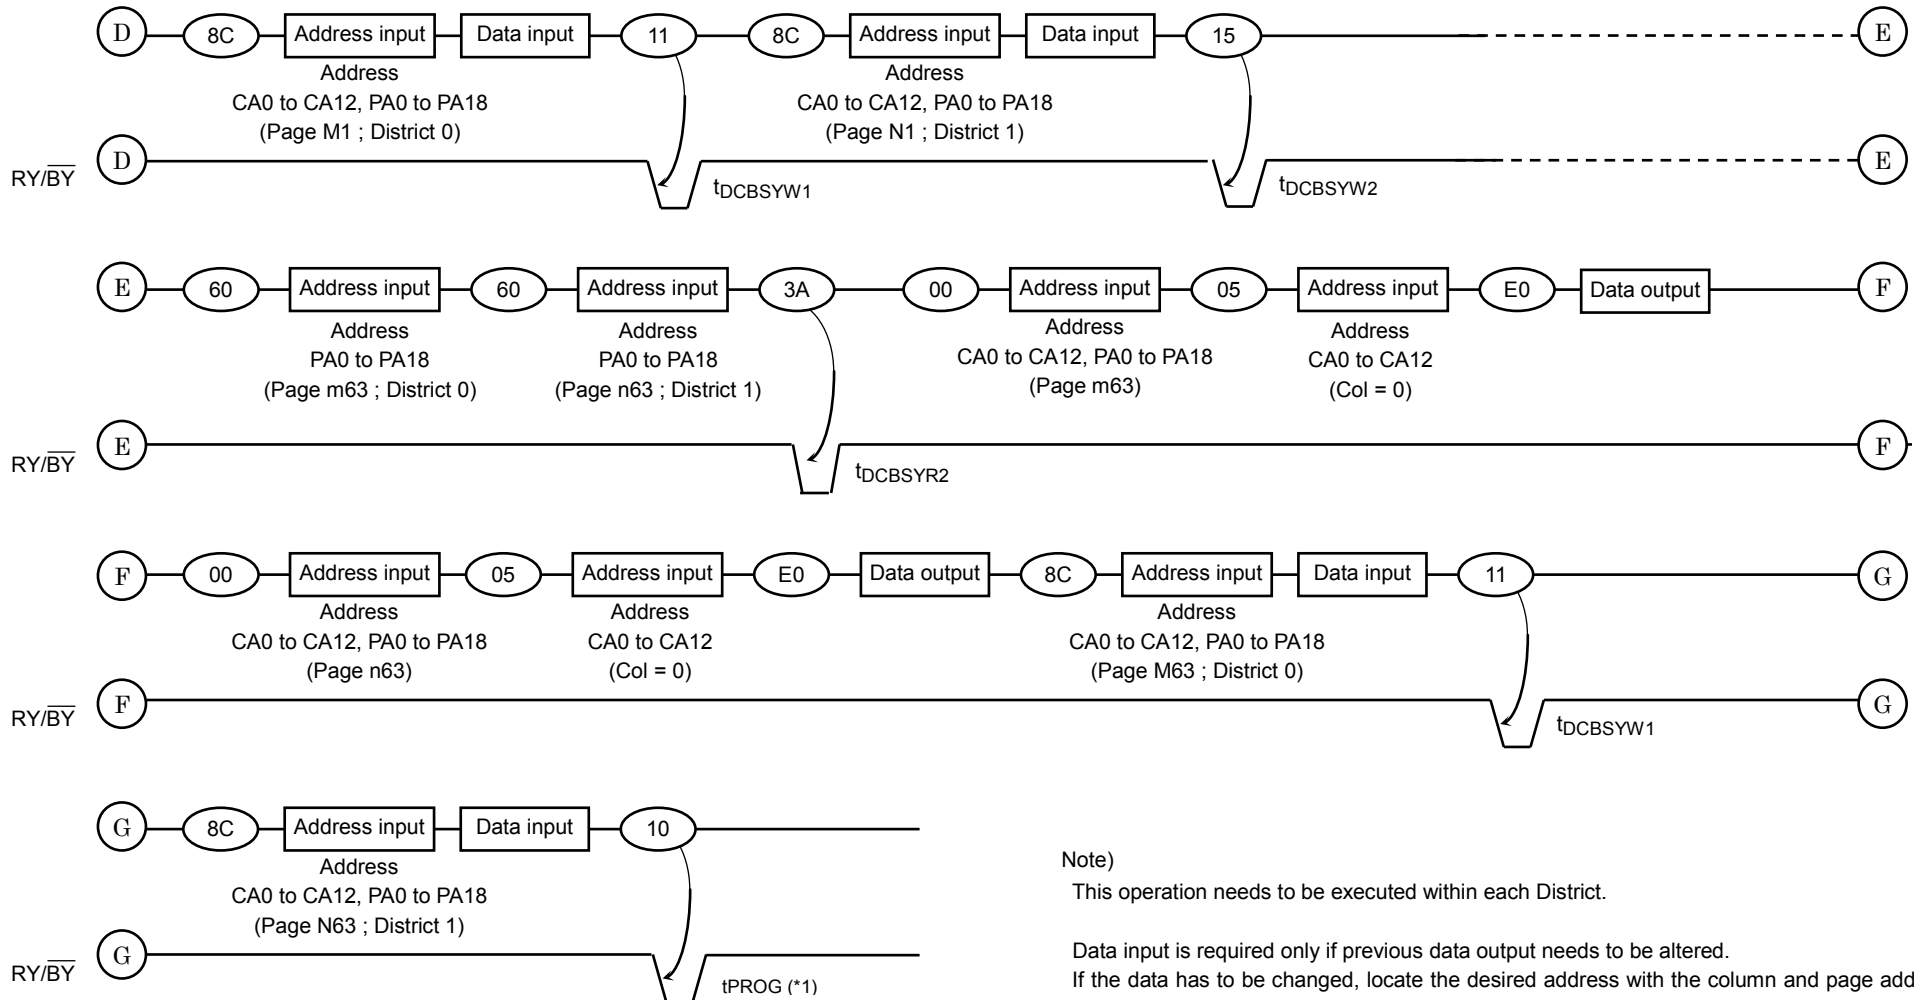 D 8C Address input Data input 11 8C Address input Data input 15 E
Address Address
CA0 to CA12, PA0 to PA18 CA0 to CA12, PA0 to PA18
(Page M1 ; District 0) (Page N1 ; District 1)
RY/BY D tDCBSYW1 tDCBSYW2 E
E 60 Address input 60 Address input 3A 00 Address input 05 Address input E0 Data output F
Address Address Address Address
PA0 to PA18 PA0 to PA18 CA0 to CA12, PA0 to PA18 CA0 to CA12
(Page m63 ; District 0) (Page n63 ; District 1) (Page m63) (Col = 0)
RY/BY E tDCBSYR2 F
F 00 Address input 05 Address input E0 Data output 8C Address input Data input 11 G
Address Address Address
CA0 to CA12, PA0 to PA18 CA0 to CA12 CA0 to CA12, PA0 to PA18
(Page n63) (Col = 0) (Page M63 ; District 0)
RY/BY F tDCBSYW1 G
G 8C Address input Data input 10
Address
CA0 to CA12, PA0 to PA18
(Page N63 ; District 1)
RY/BY G tPROG (*1)
Note)
This operation needs to be executed within each District.
Data input is required only if previous data output needs to be altered.
If the data has to be changed, locate the desired address with the column and page add